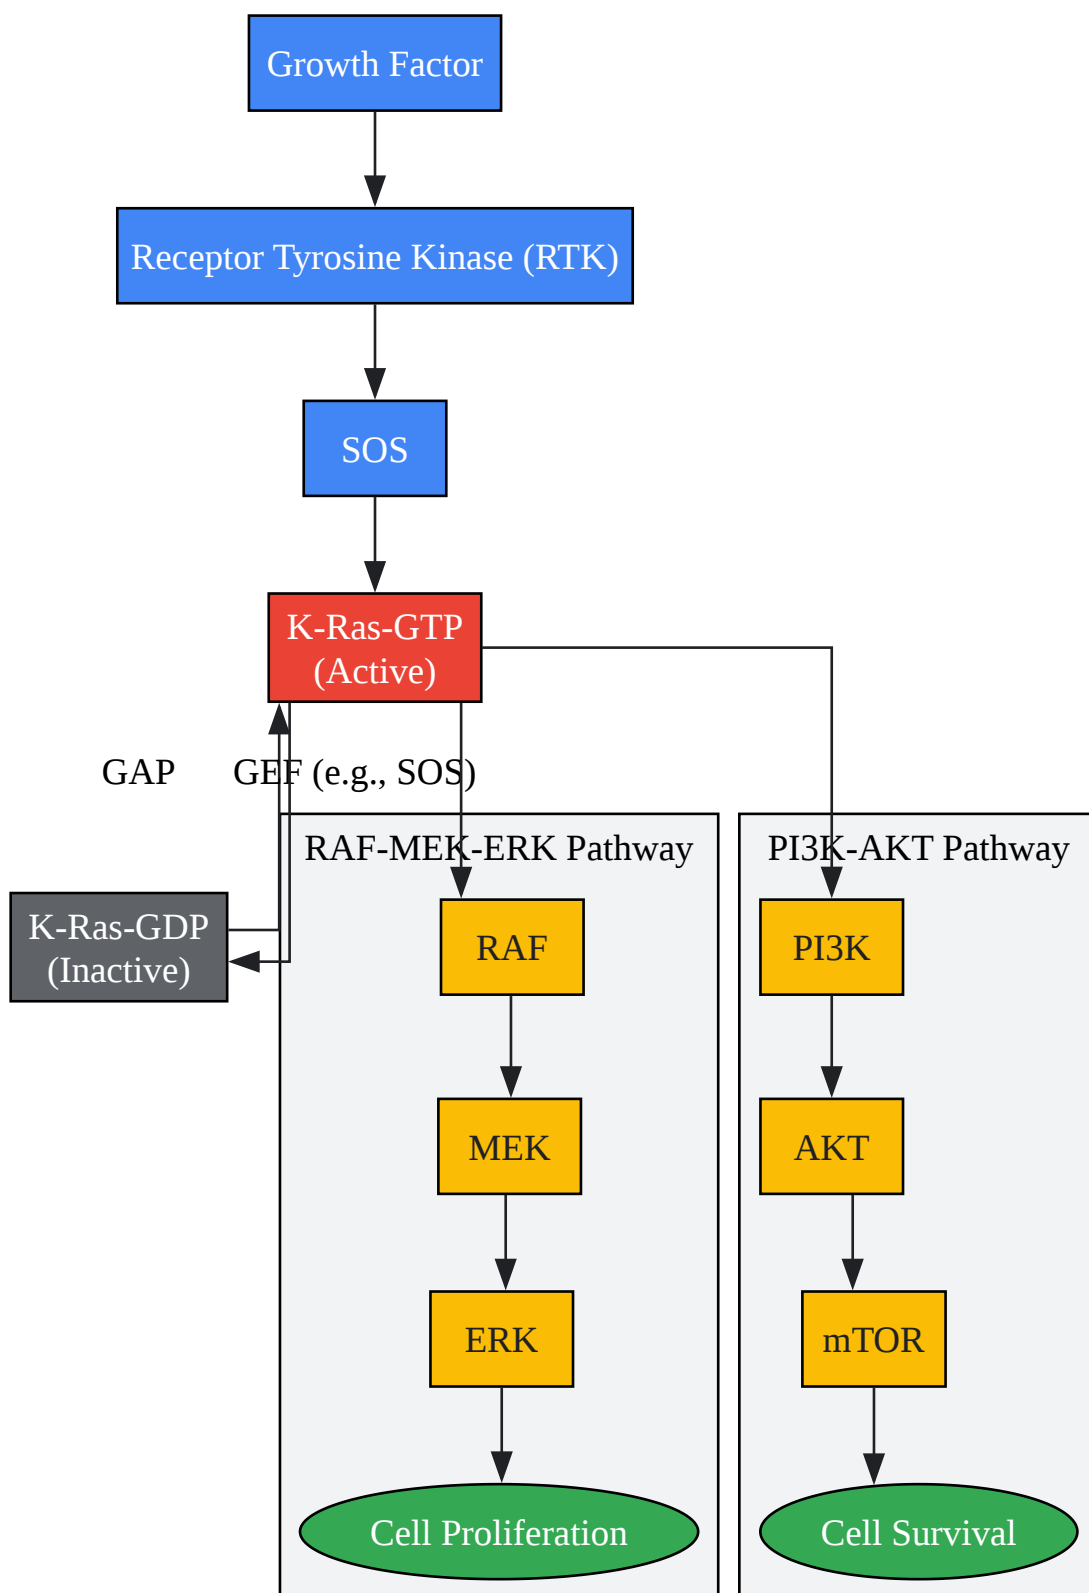 Growth Factor
Receptor Tyrosine Kinase (RTK)
SOS
K-Ras-GTP
(Active)
GAP
GEF (e.g., SOS)
RAF-MEK-ERK Pathway
PI3K-AKT Pathway
K-Ras-GDP
(Inactive)
RAF
PI3K
MEK
AKT
ERK
mTOR
Cell Proliferation
Cell Survival